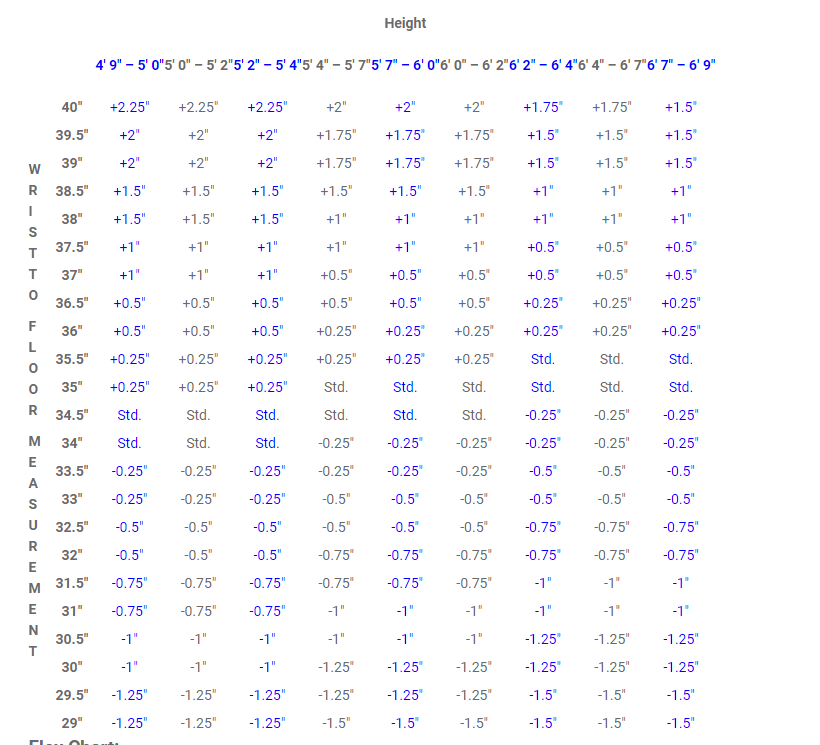 Height
4' 9" – 5' 0" 5' 0" – 5' 2" 5' 2" – 5' 4" 5' 4" – 5' 7" 5' 7" – 6' 0" 6' 0" – 6' 2" 6' 2" – 6' 4" 6' 4" – 6' 7" 6' 7" – 6' 9"
WRIST TO FLOOR MEASUREMENT
40" +2.25" +2.25" +2.25" +2" +2" +2" +1.75" +1.75" +1.5"
39.5" +2" +2" +2" +1.75" +1.75" +1.75" +1.5" +1.5" +1.5"
39" +2" +2" +2" +1.75" +1.75" +1.75" +1.5" +1.5" +1.5"
38.5" +1.5" +1.5" +1.5" +1.5" +1.5" +1.5" +1" +1" +1"
38" +1.5" +1.5" +1.5" +1" +1" +1" +1" +1" +1"
37.5" +1" +1" +1" +1" +1" +1" +0.5" +0.5" +0.5"
37" +1" +1" +1" +0.5" +0.5" +0.5" +0.5" +0.5" +0.5"
36.5" +0.5" +0.5" +0.5" +0.5" +0.5" +0.5" +0.25" +0.25" +0.25"
36" +0.5" +0.5" +0.5" +0.25" +0.25" +0.25" +0.25" +0.25" +0.25"
35.5" +0.25" +0.25" +0.25" +0.25" +0.25" +0.25" Std. Std. Std.
35" +0.25" +0.25" +0.25" Std. Std. Std. Std. Std. Std.
34.5" Std. Std. Std. Std. Std. Std. -0.25" -0.25" -0.25"
34" Std. Std. Std. -0.25" -0.25" -0.25" -0.25" -0.25" -0.25"
33.5" -0.25" -0.25" -0.25" -0.25" -0.25" -0.25" -0.5" -0.5" -0.5"
33" -0.25" -0.25" -0.25" -0.5" -0.5" -0.25" -0.5" -0.5" -0.5"
32.5" -0.5" -0.5" -0.5" -0.5" -0.5" -0.5" -0.75" -0.75" -0.75"
32" -0.5" -0.5" -0.5" -0.75" -0.75" -0.75" -0.75" -0.75" -0.75"
31.5" -0.75" -0.75" -0.75" -0.75" -0.75" -0.75" -1" -1" -1"
31" -0.75" -0.75" -0.75" -1" -1" -1" -1" -1" -1"
30.5" -1" -1" -1" -1" -1" -1" -1.25" -1.25" -1.25"
30" -1" -1" -1" -1.25" -1.25" -1.25" -1.25" -1.25" -1.25"
29.5" -1.25" -1.25" -1.25" -1.25" -1.25" -1.25" -1.5" -1.5" -1.5"
29" -1.25" -1.25" -1.25" -1.5" -1.5" -1.5" -1.5" -1.5" -1.5"